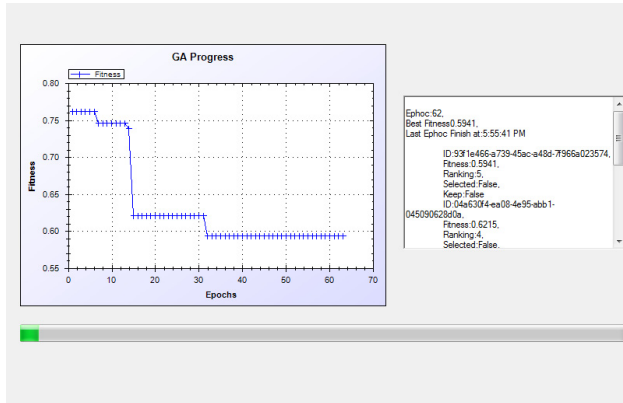 GA Progress
Fitness
0.80
0.75
0.70
0.65
0.60
0.55
Fitness
0
10
20
30
40
50
60
70
Epochs
Ephoc:62,
Best Fitness0.5941,
Last Ephoc Finish at:5:55:41 PM
ID:93f1e466-a739-45ac-a48d-7f966a023574,
Fitness:0.5941,
Ranking:5,
Selected:False,
Keep:False
ID:04a630f4-ea08-4e95-abb1-
045090628d0a,
Fitness:0.6215,
Ranking:4,
Selected:False,